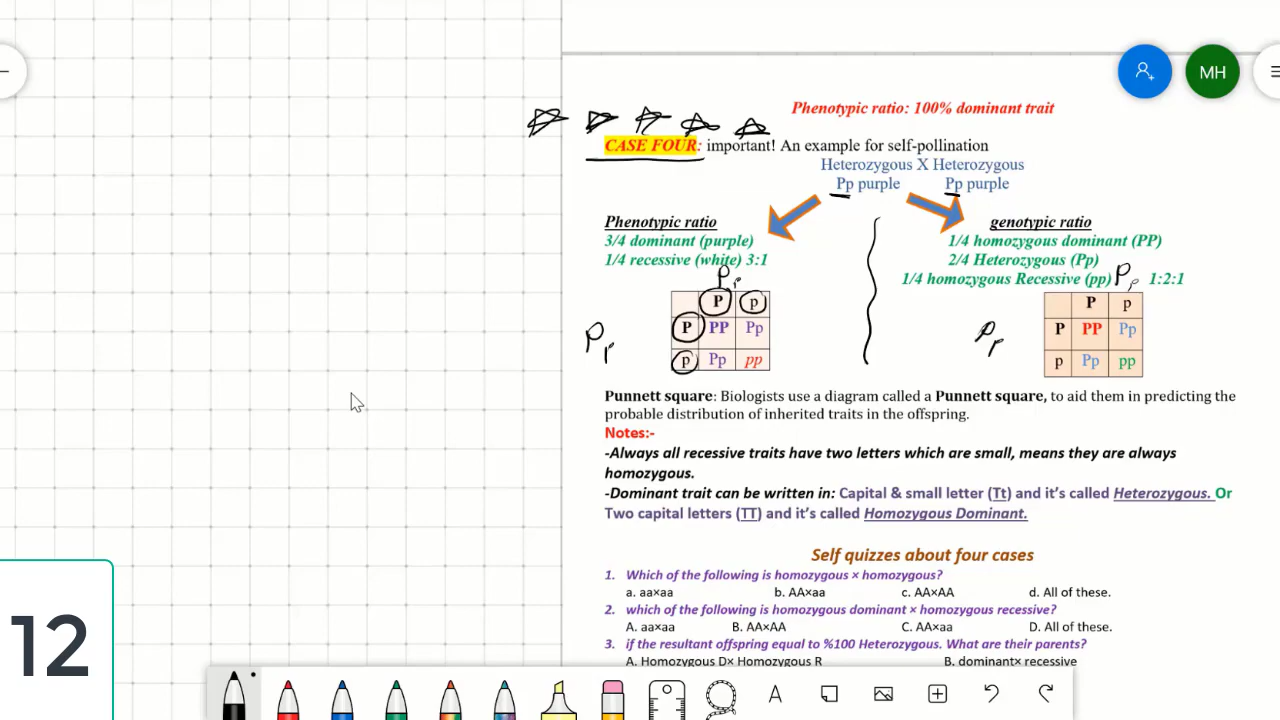 MH
Phenotypic ratio: 100% dominant trait
CASE FOUR: important! An example for self-pollination
Heterozygous X Heterozygous
Pp purple Pp purple
Phenotypic ratio
3/4 dominant (purple)
1/4 recessive (white) 3:1
Pp
P p
Pp
P PP Pp
p Pp pp
genotypic ratio
1/4 homozygous dominant (PP)
2/4 Heterozygous (Pp)
1/4 homozygous Recessive (pp) Pp 1:2:1
P p
Pp
P PP Pp
p Pp pp
Punnett square: Biologists use a diagram called a Punnett square, to aid them in predicting the
probable distribution of inherited traits in the offspring.
Notes:-
-Always all recessive traits have two letters which are small, means they are always
homozygous.
-Dominant trait can be written in: Capital & small letter (Tt) and it’s called Heterozygous. Or
Two capital letters (TT) and it’s called Homozygous Dominant.
Self quizzes about four cases
1. Which of the following is homozygous × homozygous?
a. aa×aa b. AA×aa c. AA×AA d. All of these.
2. which of the following is homozygous dominant × homozygous recessive?
A. aa×aa B. AA×AA C. AA×aa D. All of these.
3. if the resultant offspring equal to %100 Heterozygous. What are their parents?
A. Homozygous D× Homozygous R B. dominant× recessive
12
A